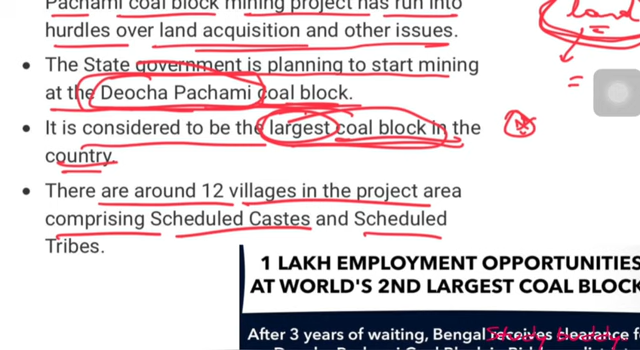 Pachami coal block mining project has run into
hurdles over land acquisition and other issues.
• The State government is planning to start mining
at the Deocha Pachami coal block.
• It is considered to be the largest coal block in the
country.
• There are around 12 villages in the project area
comprising Scheduled Castes and Scheduled
Tribes.
land
=
1 LAKH EMPLOYMENT OPPORTUNITIES
AT WORLD'S 2ND LARGEST COAL BLOCK
After 3 years of waiting, Bengal receives clearance f
Study buddy